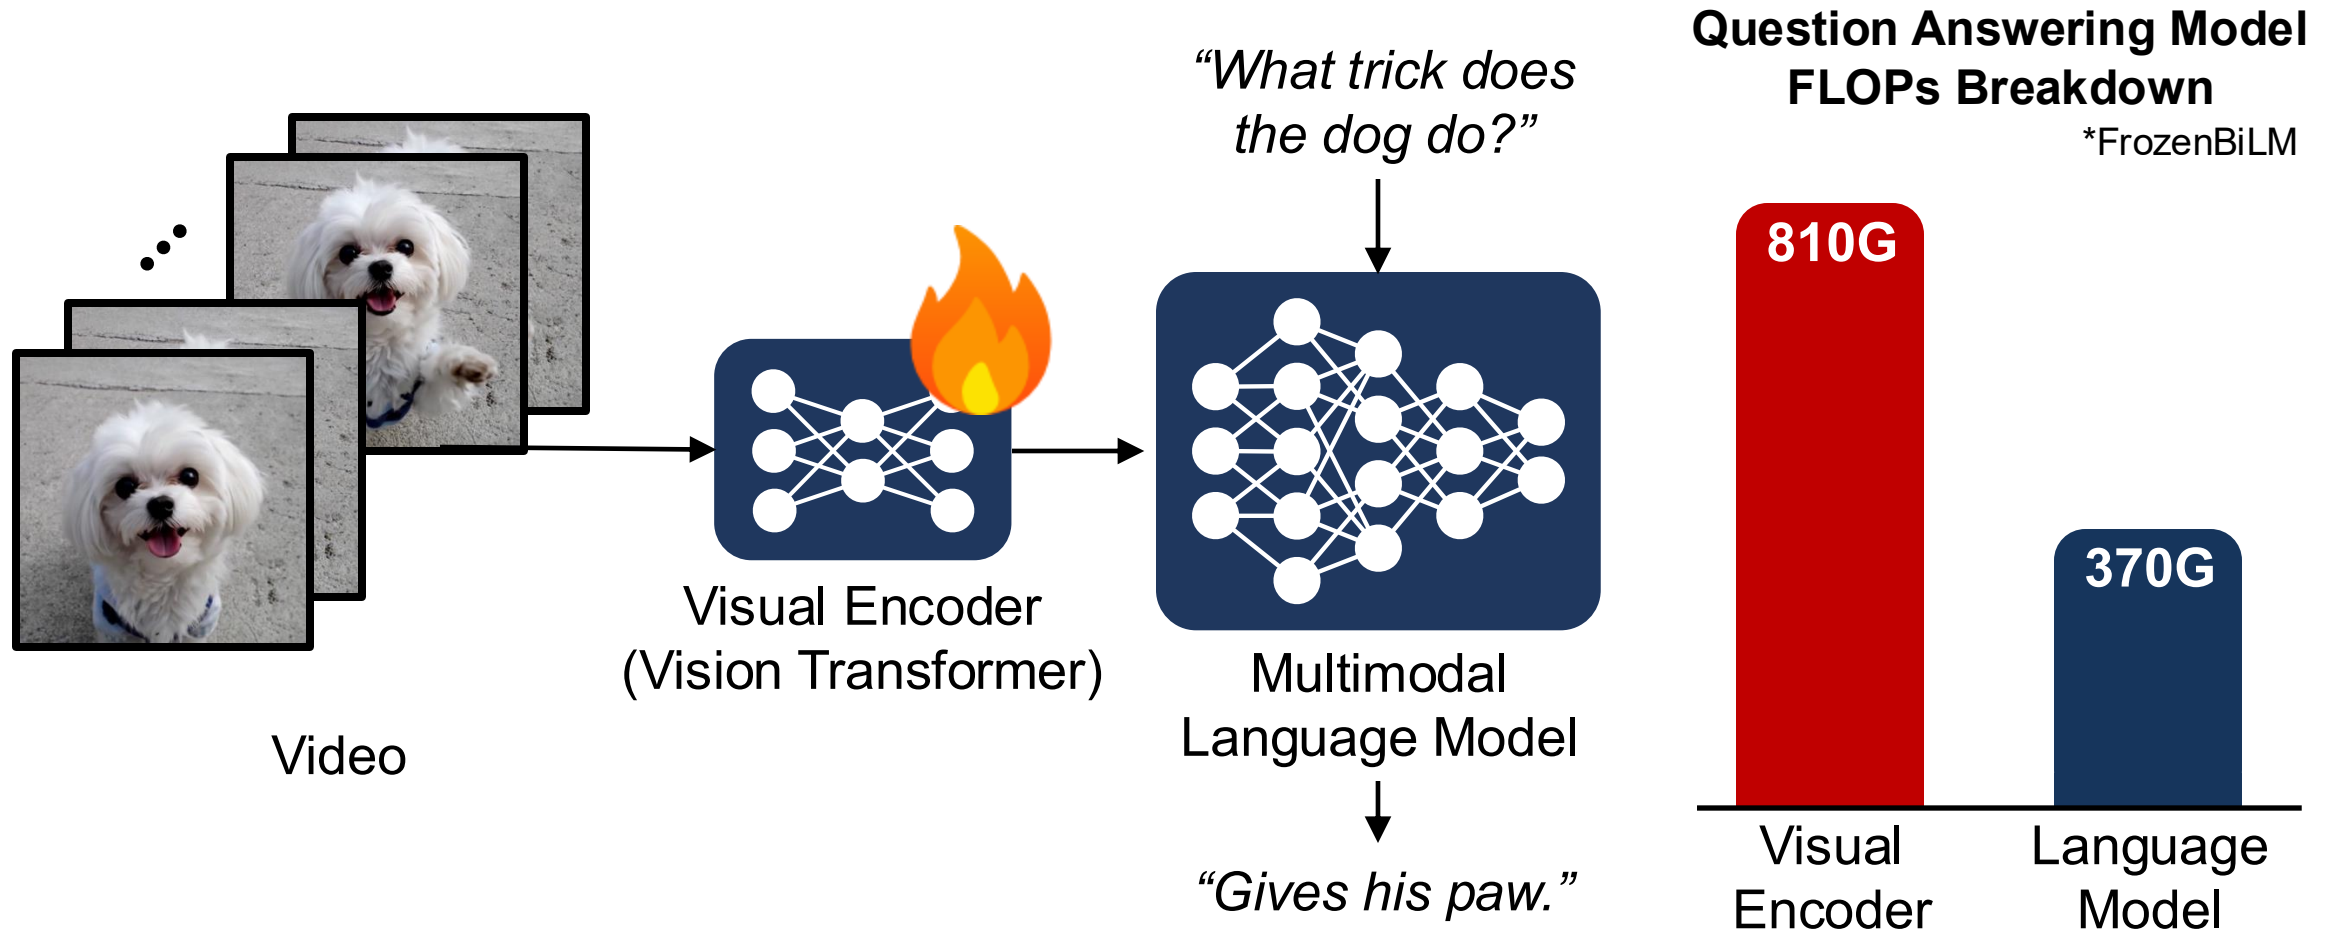 Video
Visual Encoder
(Vision Transformer)
“What trick does
the dog do?”
Multimodal
Language Model
“Gives his paw.”
Question Answering Model
FLOPs Breakdown
*FrozenBiLM
810G
370G
Visual
Encoder
Language
Model